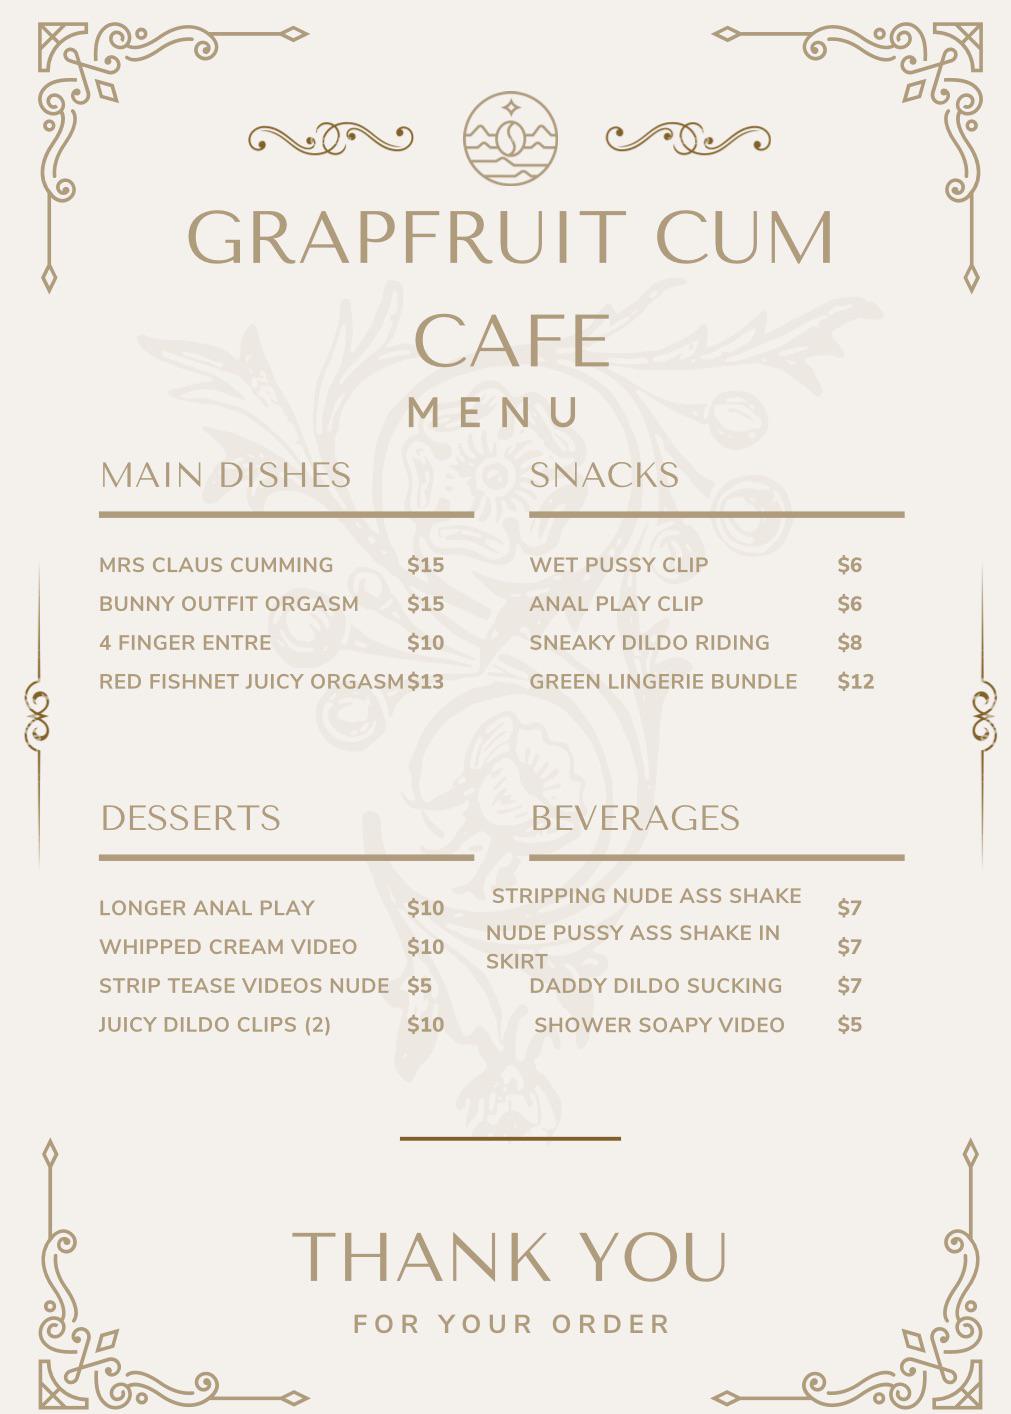 GRAPFRUIT CUM
CAFE
MENU
MAIN DISHES
MRS CLAUS CUMMING $15
BUNNY OUTFIT ORGASM $15
4 FINGER ENTRE $10
RED FISHNET JUICY ORGASM $13
SNACKS
WET PUSSY CLIP $6
ANAL PLAY CLIP $6
SNEAKY DILDO RIDING $8
GREEN LINGERIE BUNDLE $12
DESSERTS
LONGER ANAL PLAY $10
WHIPPED CREAM VIDEO $10
STRIP TEASE VIDEOS NUDE $5
JUICY DILDO CLIPS (2) $10
BEVERAGES
STRIPPING NUDE ASS SHAKE $7
NUDE PUSSY ASS SHAKE IN
SKIRT $7
DADDY DILDO SUCKING $7
SHOWER SOAPY VIDEO $5
THANK YOU
FOR YOUR ORDER